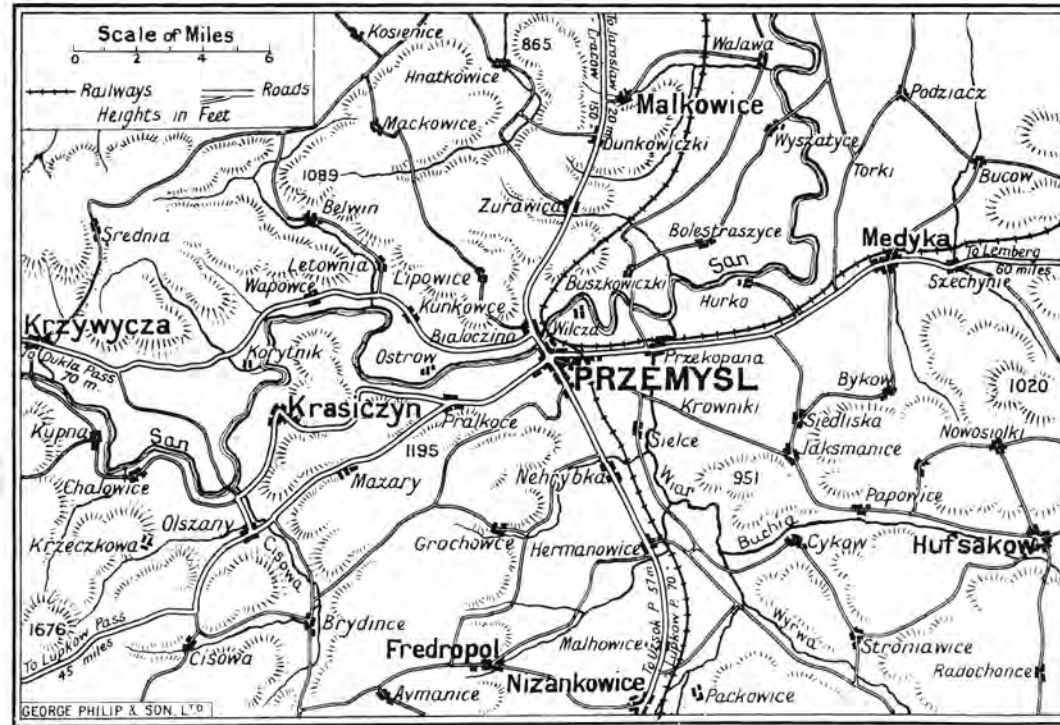 Scale of Miles
0 2 4 6
Railways
Roads
Heights in Feet
Kosienice
865
Hnatkowice
To Jaroslaw 20 m.
Cracow 150
Walawa
Malkowice
Podziacz
Mackowice
Dunkowiczki
Wyszatyce
Torki
Bucow
1089
Belwin
Zurawica
Srednia
Bolestraszyce
Medyka
To Lemberg
60 miles
Letownia
Lipowice
San
Szechynie
Wapowce
Kunkowce
Buszkowiczki
Hurko
Bialoczina
Wilcza
Krzywycza
To Dukla Pass
70 m.
Korytnik
Ostrow
Przekopana
PRZEMYSL
Bykow
1020
Krasiczyn
Pralkoce
Krowniki
Siedliska
Kupna
San
1195
Sielce
Jaksmanice
Nowosiolki
Chalowice
Mazary
Nehrybka
Wiar
951
Papowice
Olszany
Krzeczkowa
Cisowa
Grochowce
Hermanowice
Buchta
Cykow
Hufsakow
1676
To Lupkow Pass
45 miles
Brydince
Cisowa
Fredropol
Malhowice
To Uzsok P. 57m
Lupkow P. 70
Wyrwa
Stroniawice
Avmanice
Nizankowice
Packowice
Radochonce
GEORGE PHILIP & SON, LTD.